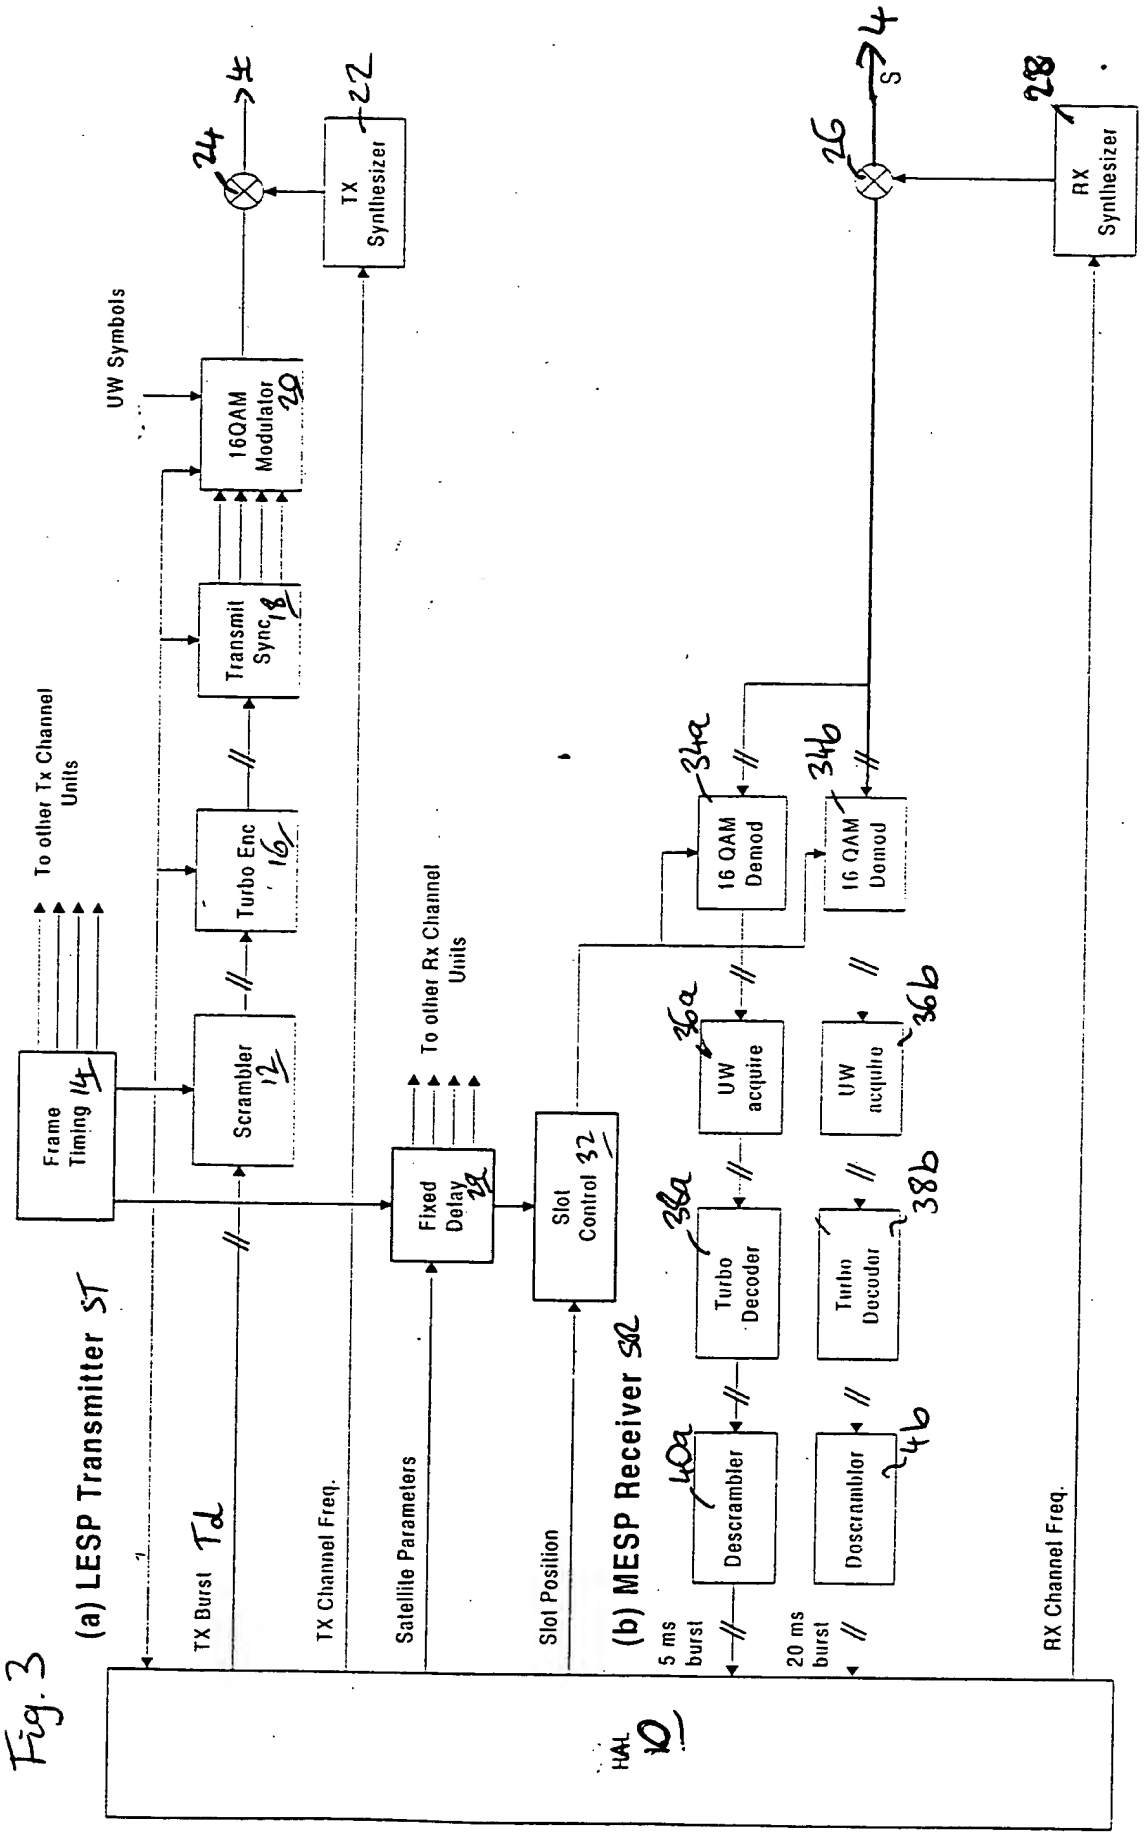 Fig. 3
(a) LESP Transmitter ST
Frame
Timing 14
To other Tx Channel
Units
TX Burst Td
Scrambler
12
Turbo Enc
16
Transmit
Sync 18
16QAM
Modulator
20
UW Symbols
24
4
TX Channel Freq.
TX
Synthesizer
22
Satellite Parameters
Fixed
Delay
29
To other Rx Channel
Units
Slot Position
Slot
Control 32
(b) MESP Receiver SR
HAL
10
5 ms
burst
Descrambler
40a
Turbo
Decoder
38a
UW
acquire
36a
16 QAM
Demod
34a
20 ms
burst
Descrambler
4b
Turbo
Decoder
38b
UW
acquire
36b
16 QAM
Demod
34b
26
S
4
RX Channel Freq.
RX
Synthesizer
28